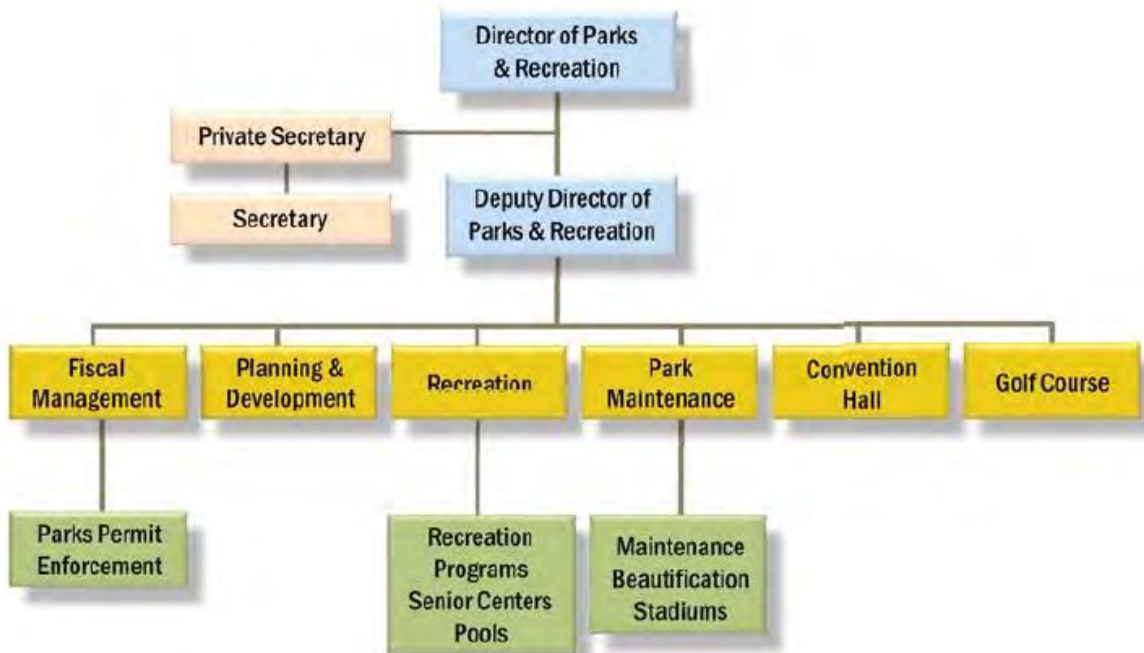 Director of Parks
& Recreation
Private Secretary
Secretary
Deputy Director of
Parks & Recreation
Fiscal
Management
Planning &
Development
Recreation
Park
Maintenance
Convention
Hall
Golf Course
Parks Permit
Enforcement
Recreation
Programs
Senior Centers
Pools
Maintenance
Beautification
Stadiums